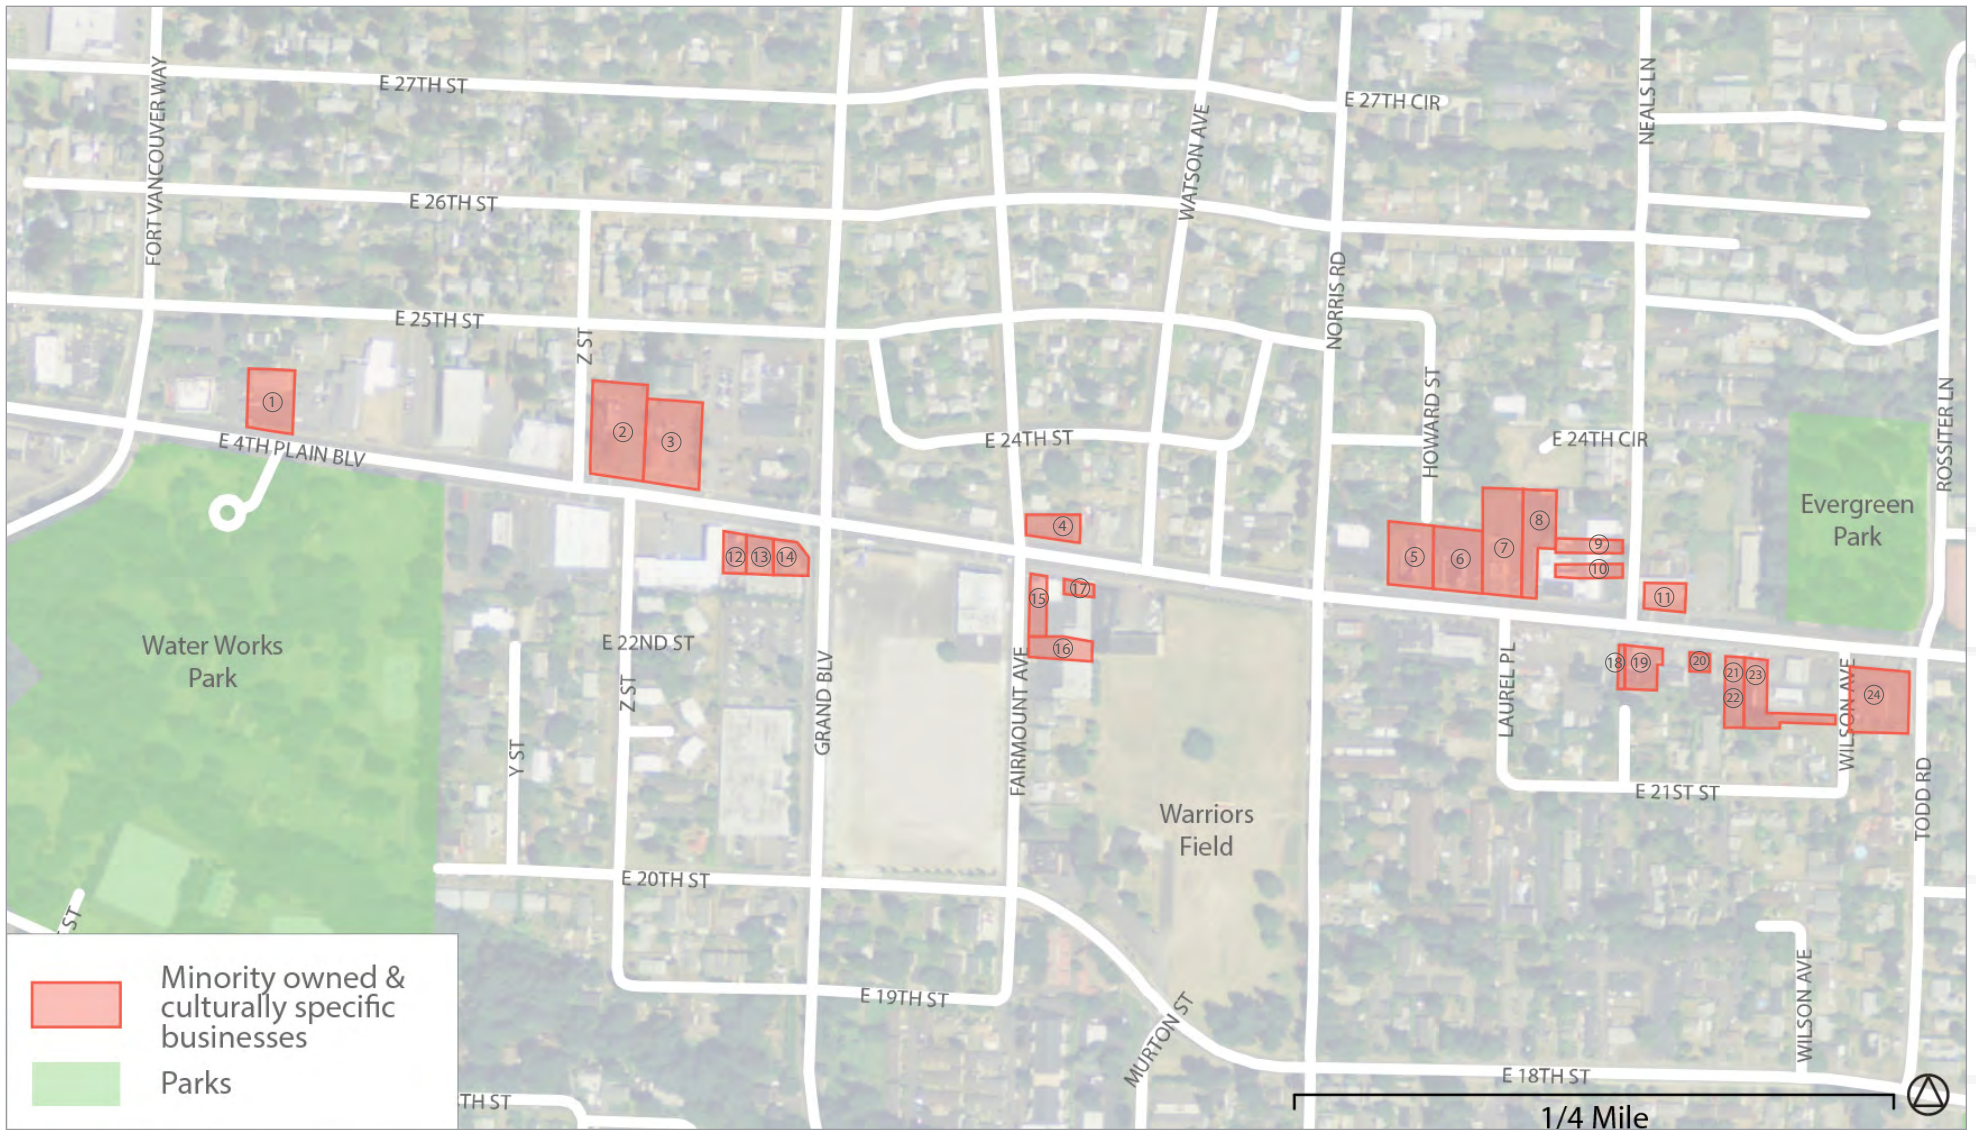 E 27TH ST
E 27TH CIR
FORT VANCOUVER WAY
WATSON AVE
NEALS LN
E 26TH ST
E 25TH ST
Z ST
NORRIS RD
HOWARD ST
ROSSITER LN
①
E 4TH PLAIN BLV
②
③
E 24TH ST
E 24TH CIR
④
⑤
⑥
⑦
⑧
⑨
⑩
⑪
Evergreen
Park
⑫
⑬
⑭
⑮
⑯
⑰
Water Works
Park
E 22ND ST
Z ST
Y ST
GRAND BLV
FAIRMOUNT AVE
LAUREL PL
⑱
⑲
⑳
㉑
㉒
㉓
㉔
WILSON AVE
TODD RD
E 21ST ST
Warriors
Field
E 20TH ST
E 19TH ST
MURTON ST
WILSON AVE
E 18TH ST
ST
TH ST
Minority owned &
culturally specific
businesses
Parks
1/4 Mile